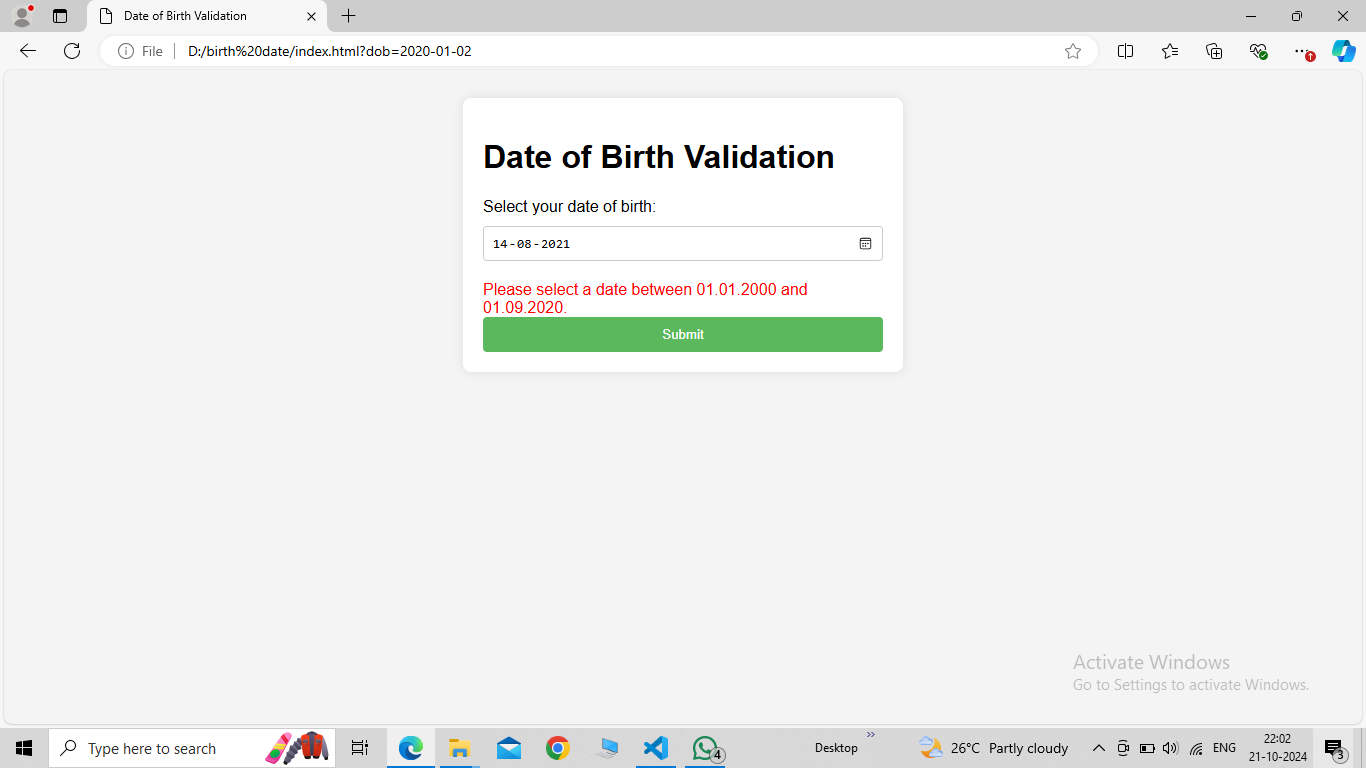 Date of Birth Validation
File
D:/birth%20date/index.html?dob=2020-01-02
Date of Birth Validation
Select your date of birth:
14-08-2021
Please select a date between 01.01.2000 and
01.09.2020.
Submit
Activate Windows
Go to Settings to activate Windows.
Type here to search
4
Desktop
26°C Partly cloudy
ENG
22:02
21-10-2024
3